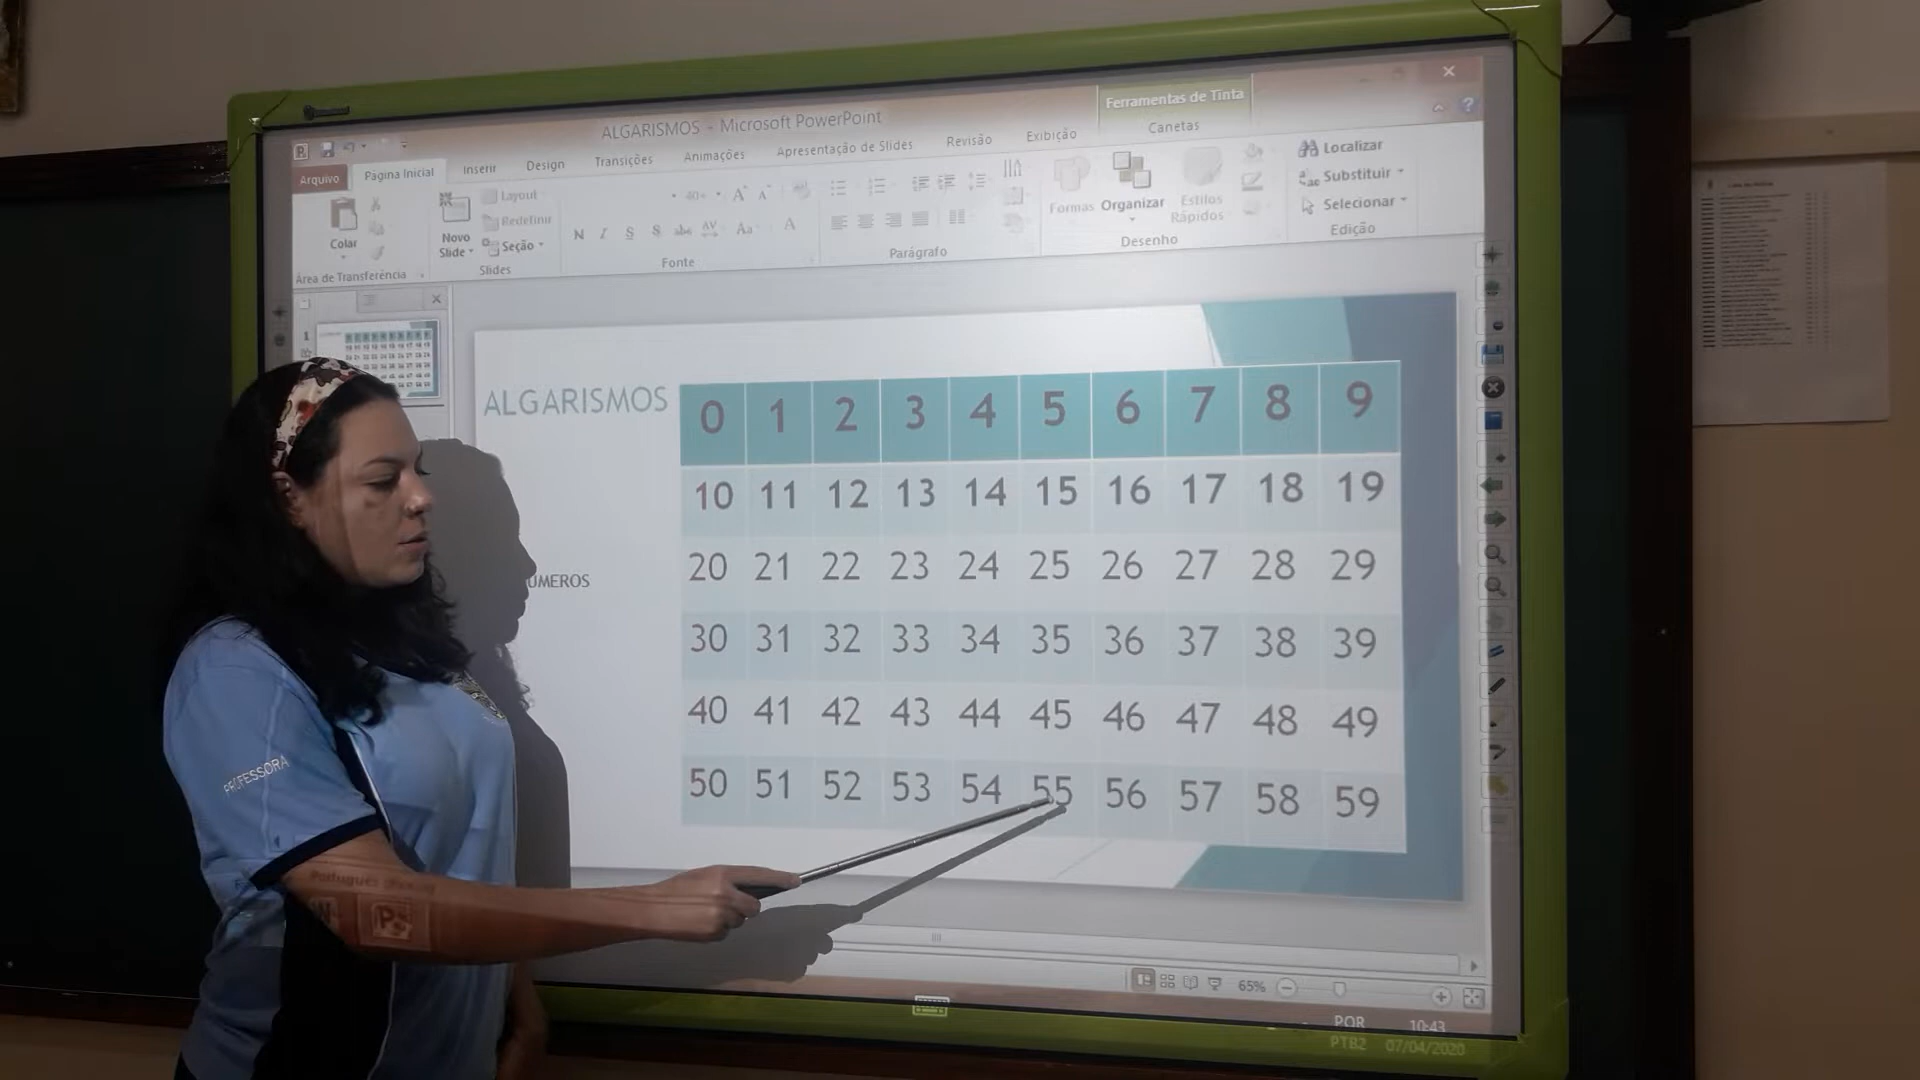 Ferramentas de Tinta
ALGARISMOS - Microsoft PowerPoint
Arquivo Página Inicial Inserir Design Transições Animações Apresentação de Slides Revisão Exibição Canetas
Colar
Área de Transferência
Novo Slide
Layout
Redefinir
Seção
Slides
40+
N I S S abc AV Aa A
Fonte
Parágrafo
Formas Organizar Estilos Rápidos
Desenho
Localizar
Substituir
Selecionar
Edição
1
ALGARISMOS 0 1 2 3 4 5 6 7 8 9
10 11 12 13 14 15 16 17 18 19
20 21 22 23 24 25 26 27 28 29
UMEROS
30 31 32 33 34 35 36 37 38 39
40 41 42 43 44 45 46 47 48 49
50 51 52 53 54 55 56 57 58 59
PROFESSORA
65%
POR 10:43
PTB2 07/04/2020